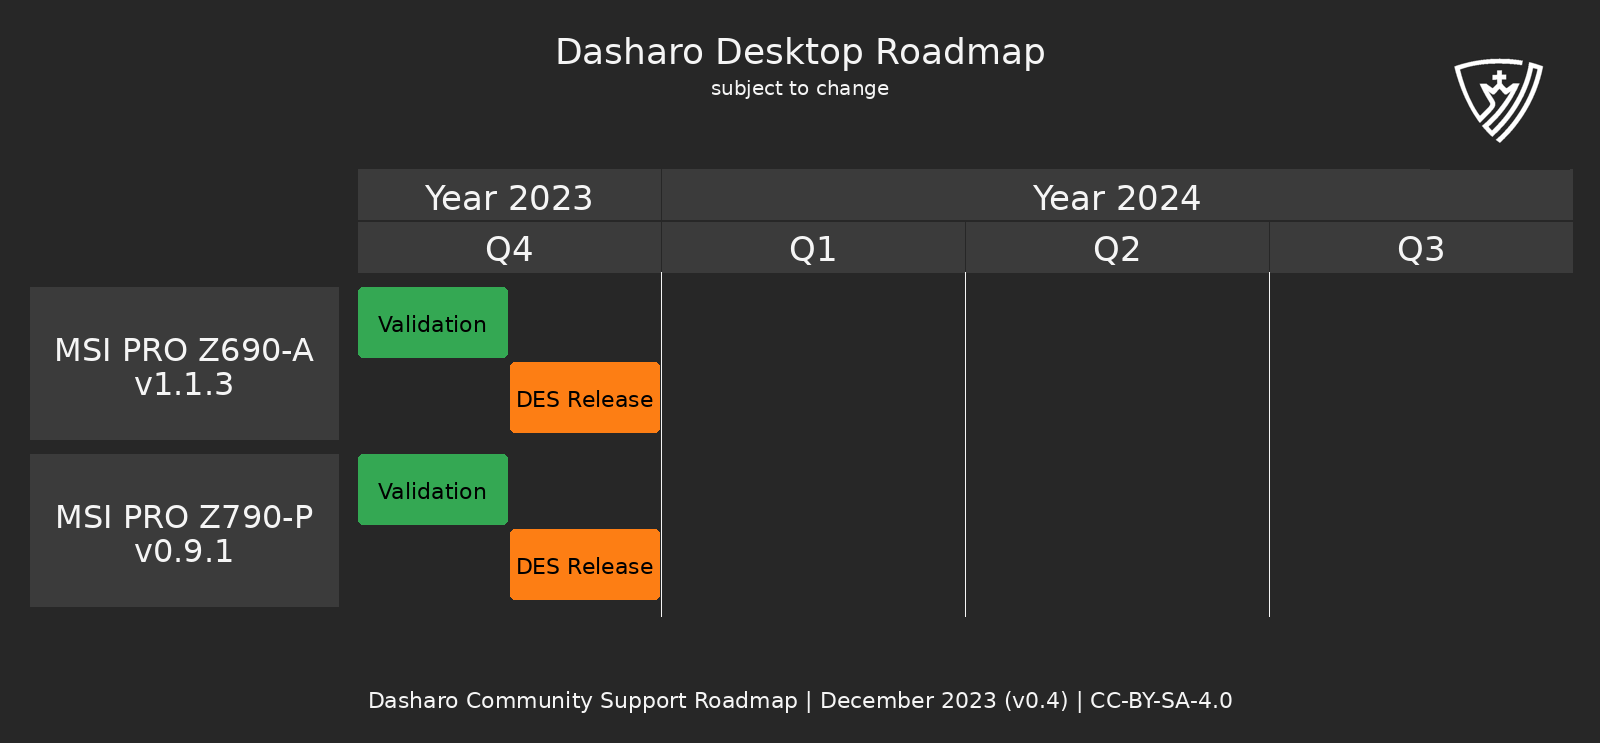 Dasharo Desktop Roadmap
subject to change
Year 2023
Year 2024
Q4
Q1
Q2
Q3
MSI PRO Z690-A
v1.1.3
Validation
DES Release
MSI PRO Z790-P
v0.9.1
Validation
DES Release
Dasharo Community Support Roadmap | December 2023 (v0.4) | CC-BY-SA-4.0